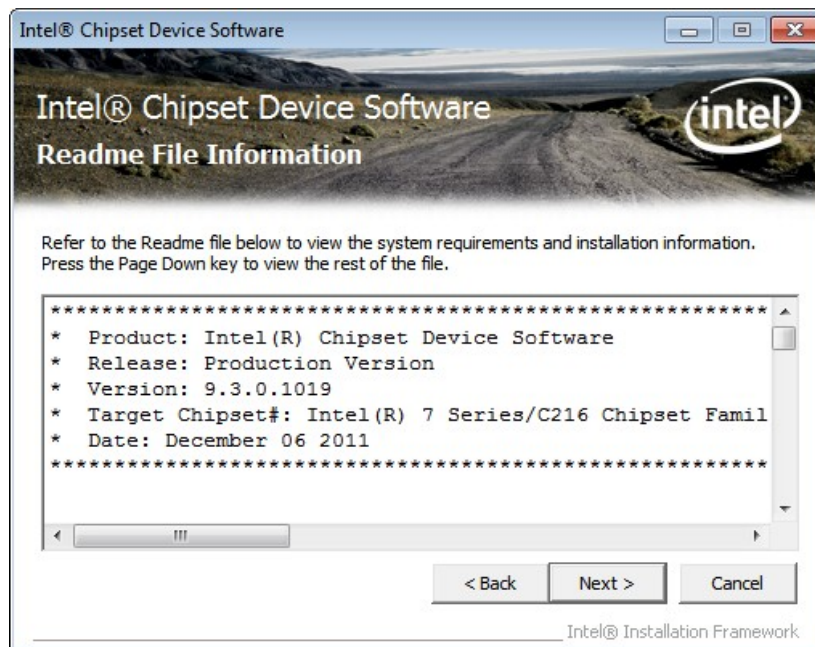 Intel® Chipset Device Software
Intel® Chipset Device Software
intel
Readme File Information
Refer to the Readme file below to view the system requirements and installation information.
Press the Page Down key to view the rest of the file.
********************************************************
* Product: Intel(R) Chipset Device Software
* Release: Production Version
* Version: 9.3.0.1019
* Target Chipset#: Intel(R) 7 Series/C216 Chipset Famil
* Date: December 06 2011
********************************************************
< Back
Next >
Cancel
Intel® Installation Framework